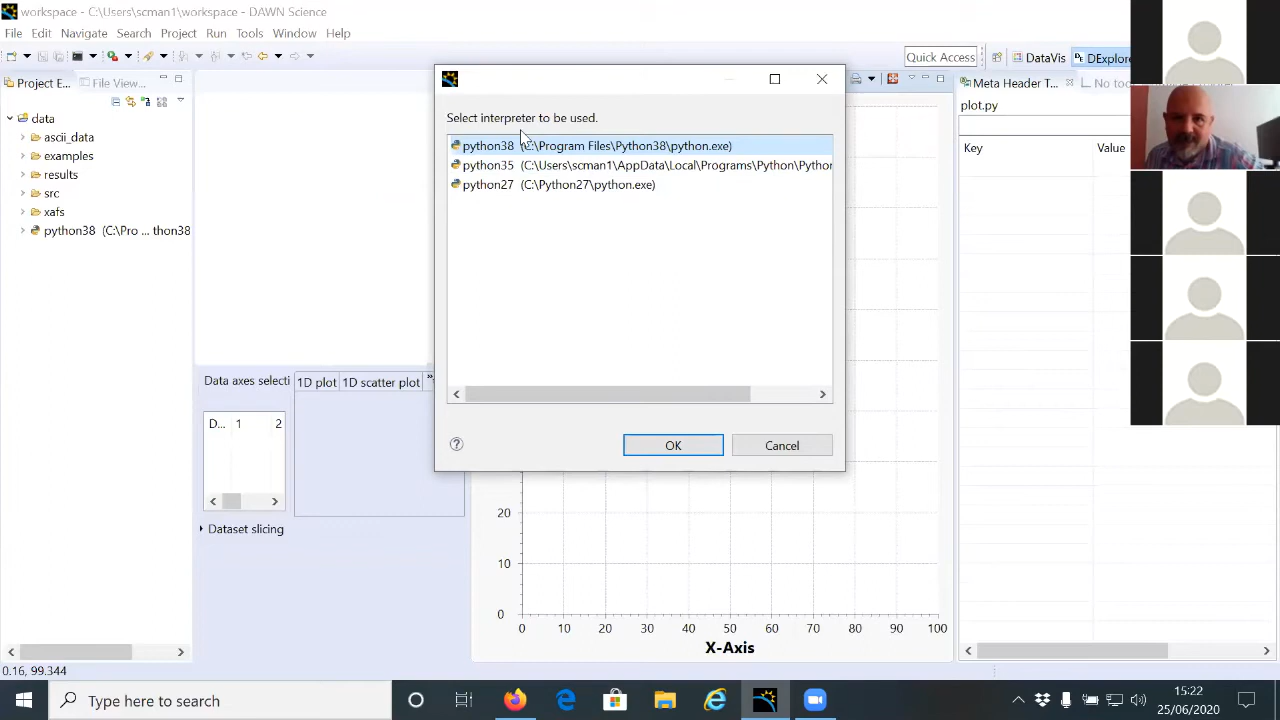 workspace - C:\Users\scman1\workspace - DAWN Science
File Edit Navigate Search Project Run Tools Window Help
Quick Access
DataVis
DExplore
Project E...
File View...
data
ascii_data
examples
results
src
xafs
python38 (C:\Pro ... thon38
Select interpreter to be used.
python38 (C:\Program Files\Python38\python.exe)
python35 (C:\Users\scman1\AppData\Local\Programs\Python\Python
python27 (C:\Python27\python.exe)
OK
Cancel
Meta Header T...
No
plot.py
Key
Value
Data axes selecti
1D plot
1D scatter plot
D... 1 2
Dataset slicing
20
10
0
0 10 20 30 40 50 60 70 80 90 100
X-Axis
0.16, 99.344
Type here to search
15:22
25/06/2020